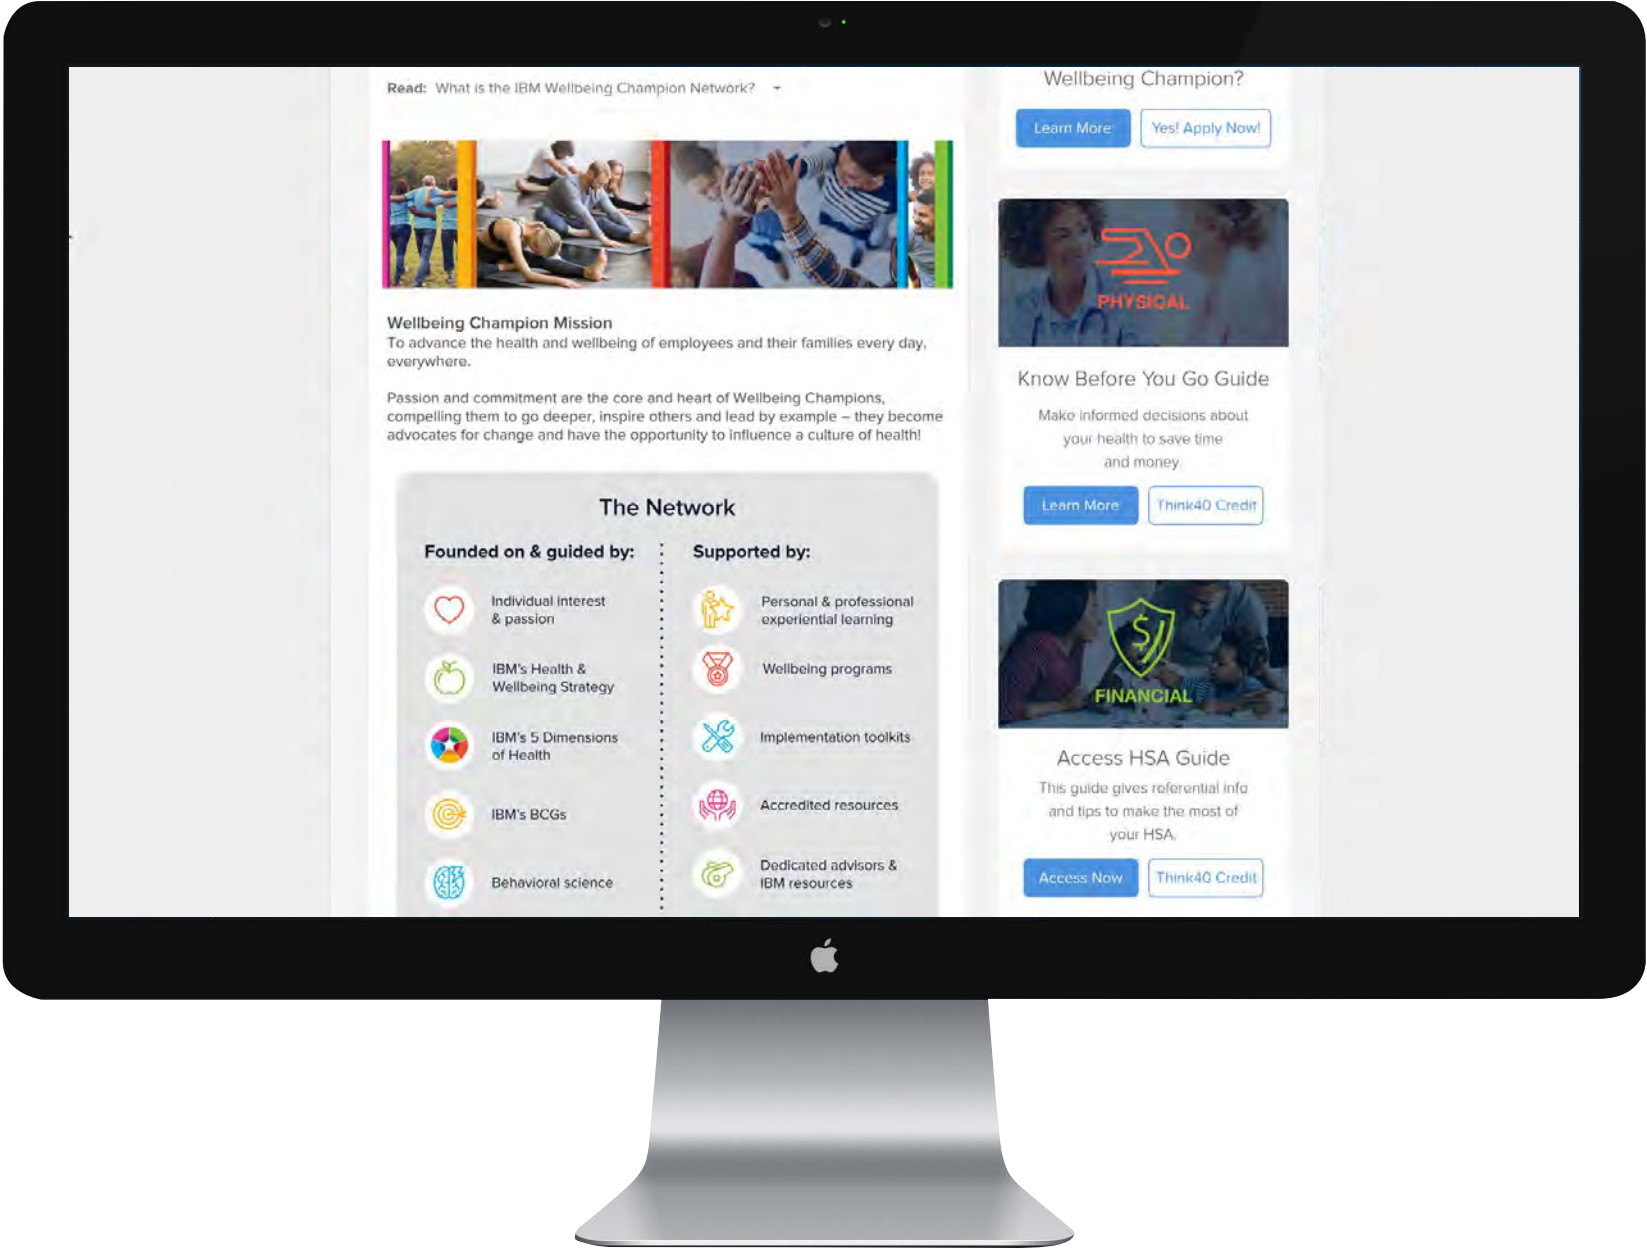 Read: What is the IBM Wellbeing Champion Network?
Wellbeing Champion Mission
To advance the health and wellbeing of employees and their families every day,
everywhere.
Passion and commitment are the core and heart of Wellbeing Champions,
compelling them to go deeper, inspire others and lead by example – they become
advocates for change and have the opportunity to influence a culture of health!
The Network
Founded on & guided by:
Individual interest
& passion
IBM's Health &
Wellbeing Strategy
IBM's 5 Dimensions
of Health
IBM's BCGs
Behavioral science
Supported by:
Personal & professional
experiential learning
Wellbeing programs
Implementation toolkits
Accredited resources
Dedicated advisors &
IBM resources
Wellbeing Champion?
Learn More
Yes! Apply Now!
PHYSICAL
Know Before You Go Guide
Make informed decisions about
your health to save time
and money.
Learn More
Think40 Credit
$
FINANCIAL
Access HSA Guide
This guide gives referential info
and tips to make the most of
your HSA.
Access Now
Think40 Credit